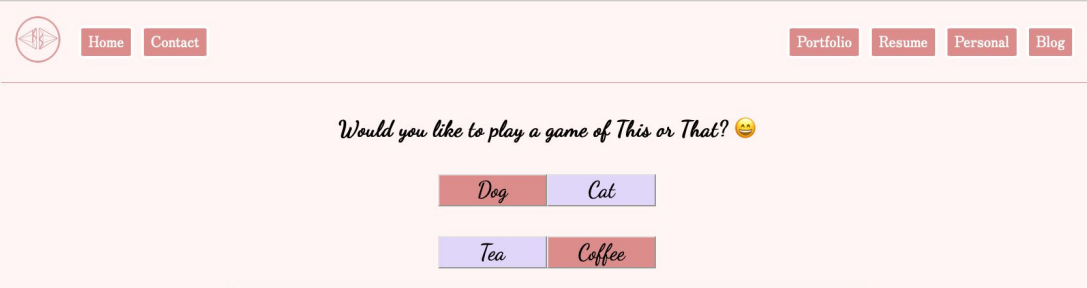 Home Contact Portfolio Resume Personal Blog
Would you like to play a game of This or That? 😄
Dog Cat
Tea Coffee